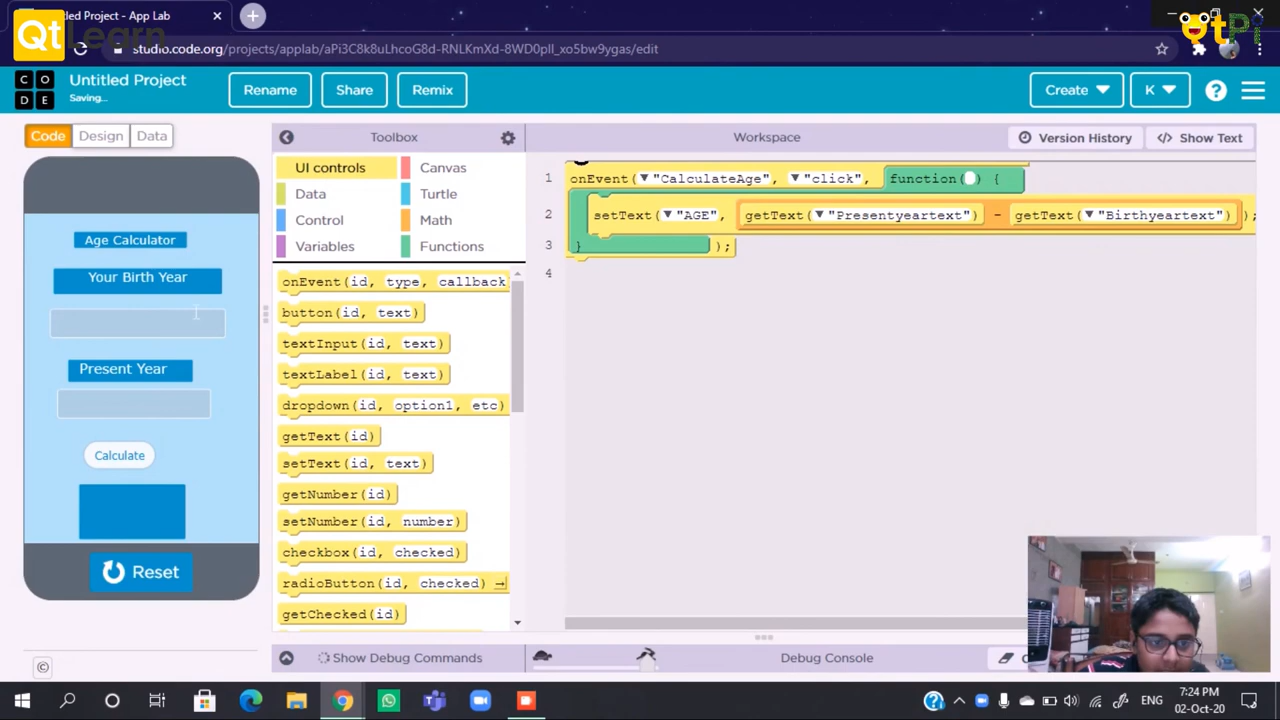 Untitled Project - App Lab
QtLearn
studio.code.org/projects/applab/aPi3C8k8uLhcoG8d-RNLKmXd-8WD0pIl_xo5bw9ygas/edit
QtPi
CODE
Untitled Project
Saving...
Rename
Share
Remix
Create
K
?
Code
Design
Data
Toolbox
Workspace
Version History
</> Show Text
UI controls
Canvas
Data
Turtle
Control
Math
Variables
Functions
onEvent(id, type, callback
button(id, text)
textInput(id, text)
textLabel(id, text)
dropdown(id, option1, etc)
getText(id)
setText(id, text)
getNumber(id)
setNumber(id, number)
checkbox(id, checked)
radioButton(id, checked)
getChecked(id)
1 onEvent("CalculateAge", "click", function() {
2 setText("AGE", getText("Presentyeartext") - getText("Birthyeartext"));
3 } );
4
Age Calculator
Your Birth Year
Present Year
Calculate
Reset
©
Show Debug Commands
Debug Console
ENG
7:24 PM
02-Oct-20